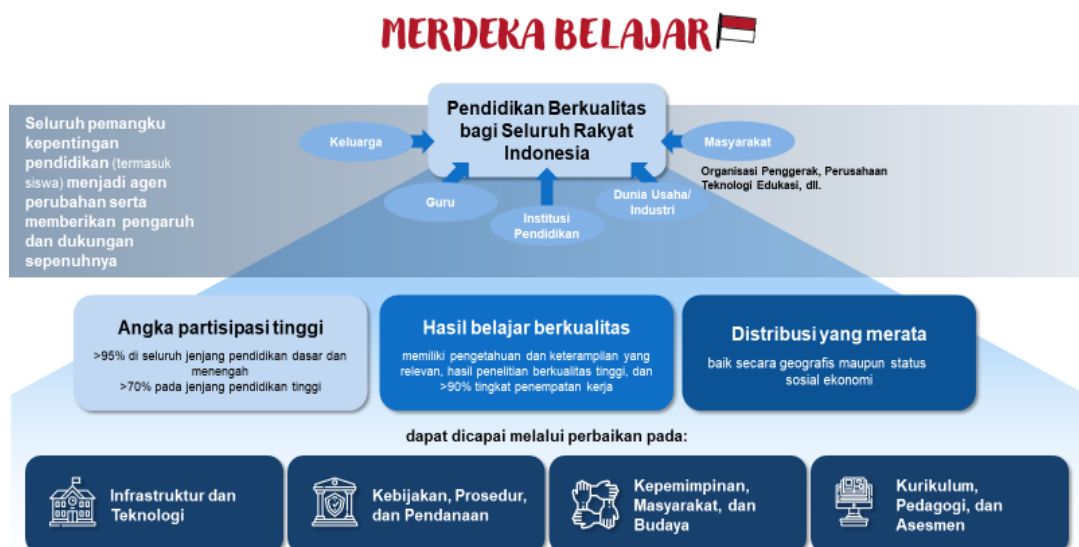 MERDEKA BELAJAR
Pendidikan Berkualitas
bagi Seluruh Rakyat
Indonesia
Seluruh pemangku
kepentingan
pendidikan (termasuk
siswa) menjadi agen
perubahan serta
memberikan pengaruh
dan dukungan
sepenuhnya
Keluarga
Guru
Institusi
Pendidikan
Dunia Usaha/
Industri
Masyarakat
Organisasi Penggerak, Perusahaan
Teknologi Edukasi, dll.
Angka partisipasi tinggi
>95% di seluruh jenjang pendidikan dasar dan
menengah
>70% pada jenjang pendidikan tinggi
Hasil belajar berkualitas
memiliki pengetahuan dan keterampilan yang
relevan, hasil penelitian berkualitas tinggi, dan
>90% tingkat penempatan kerja
Distribusi yang merata
baik secara geografis maupun status
sosial ekonomi
dapat dicapai melalui perbaikan pada:
Infrastruktur dan
Teknologi
Kebijakan, Prosedur,
dan Pendanaan
Kepemimpinan,
Masyarakat, dan
Budaya
Kurikulum,
Pedagogi, dan
Asesmen